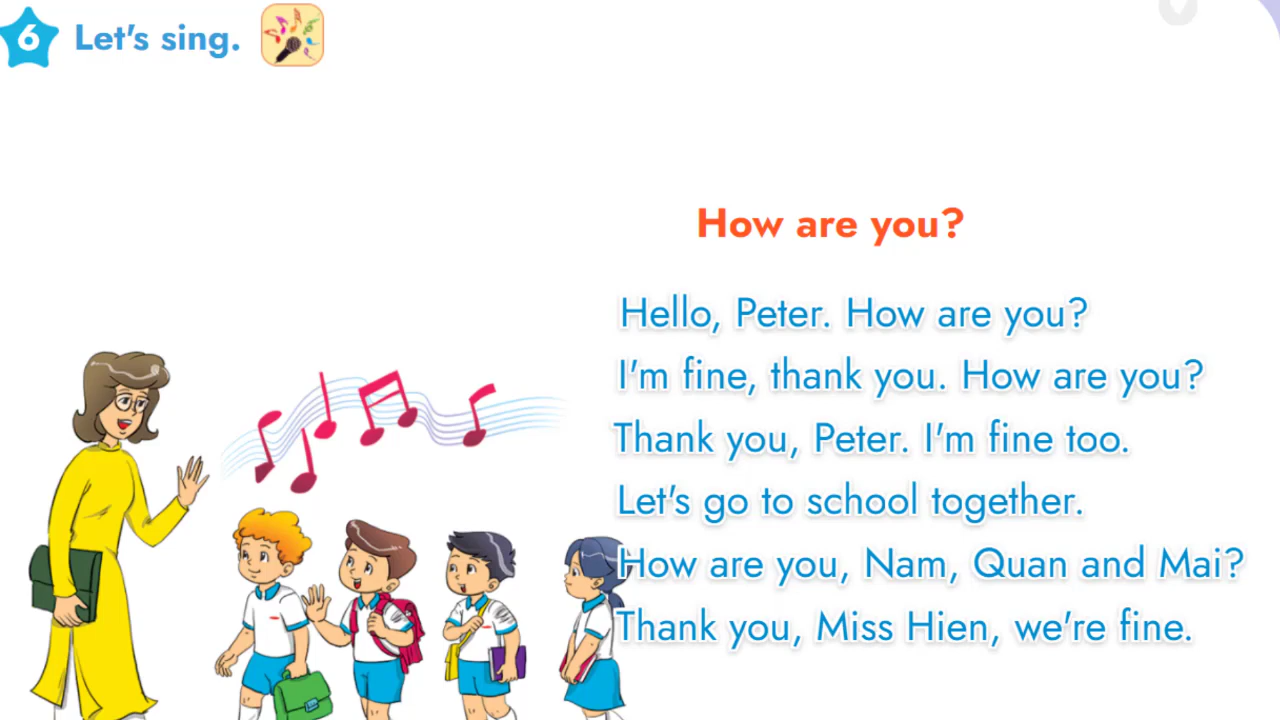 6 Let's sing.
How are you?
Hello, Peter. How are you?
I'm fine, thank you. How are you?
Thank you, Peter. I'm fine too.
Let's go to school together.
How are you, Nam, Quan and Mai?
Thank you, Miss Hien, we're fine.